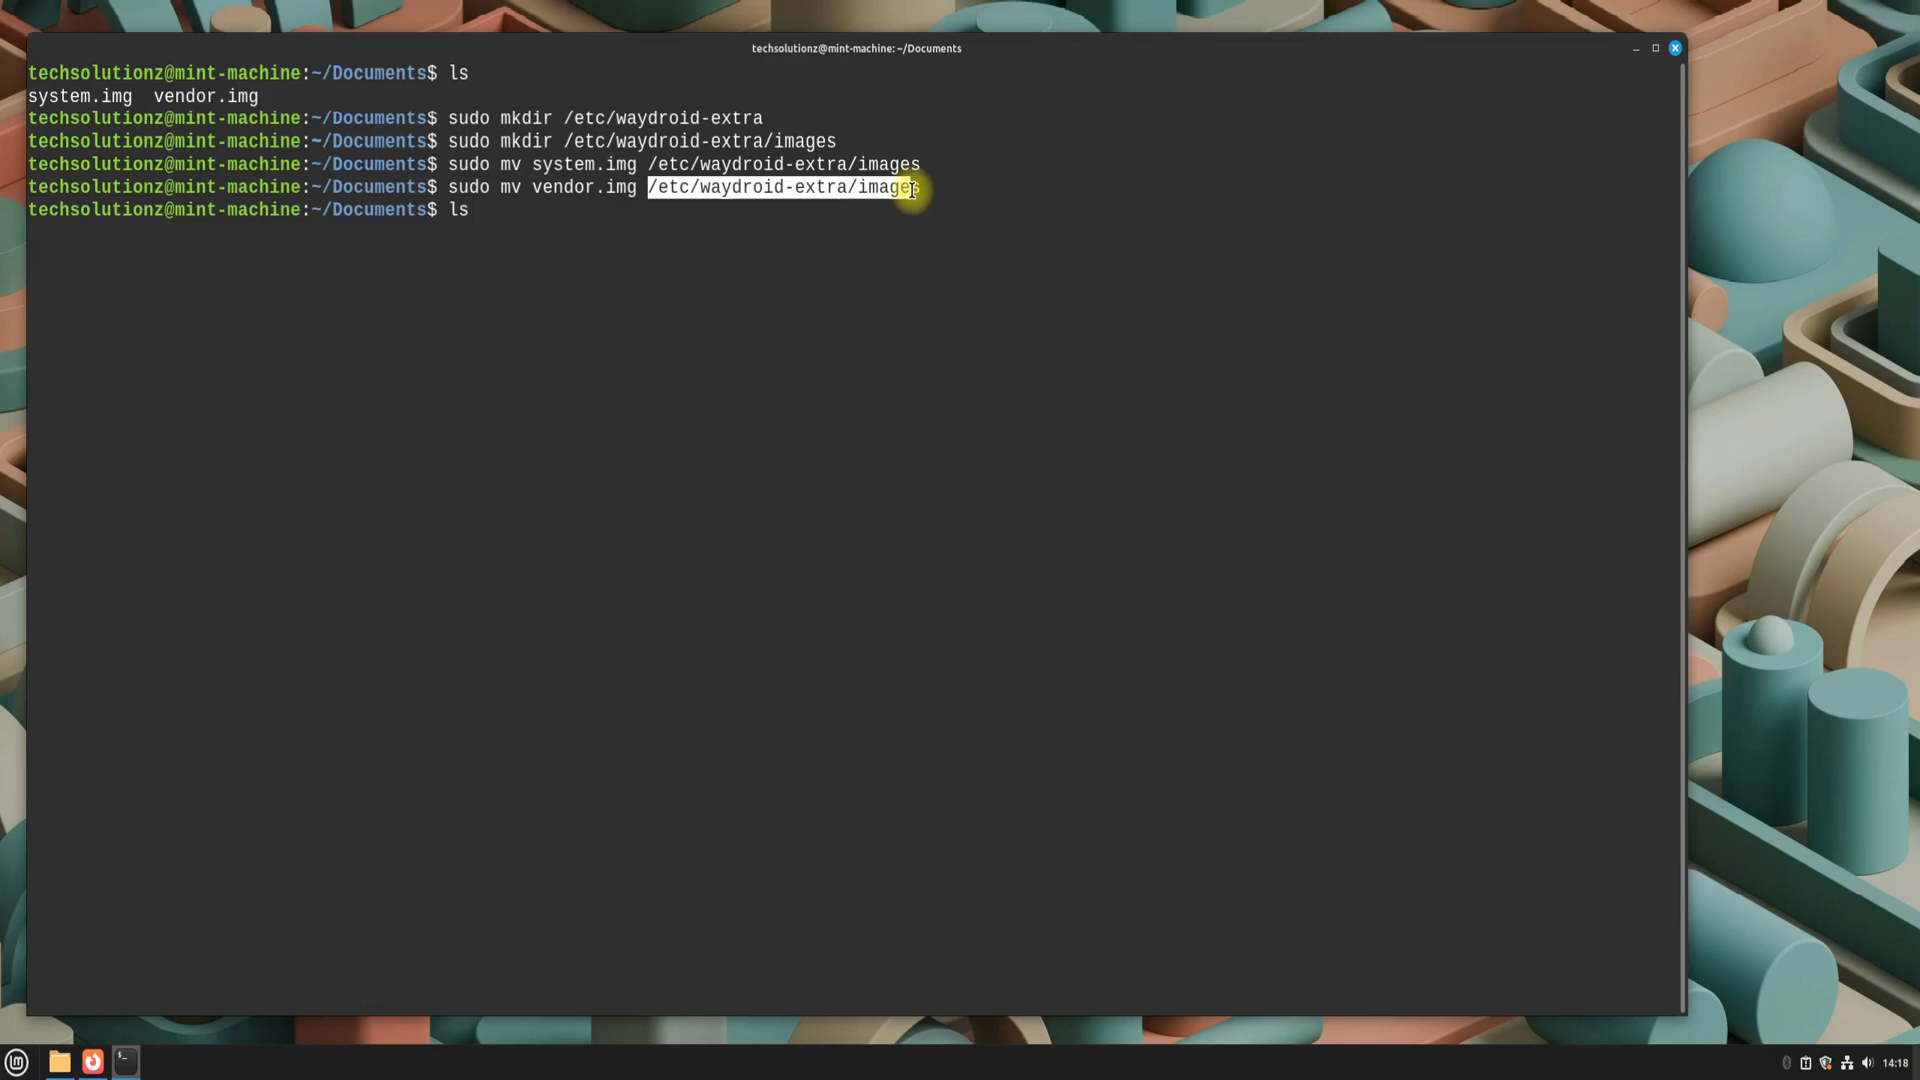 techsolutionz@mint-machine: ~/Documents
techsolutionz@mint-machine:~/Documents$ ls
system.img  vendor.img
techsolutionz@mint-machine:~/Documents$ sudo mkdir /etc/waydroid-extra
techsolutionz@mint-machine:~/Documents$ sudo mkdir /etc/waydroid-extra/images
techsolutionz@mint-machine:~/Documents$ sudo mv system.img /etc/waydroid-extra/images
techsolutionz@mint-machine:~/Documents$ sudo mv vendor.img /etc/waydroid-extra/images
techsolutionz@mint-machine:~/Documents$ ls
14:18